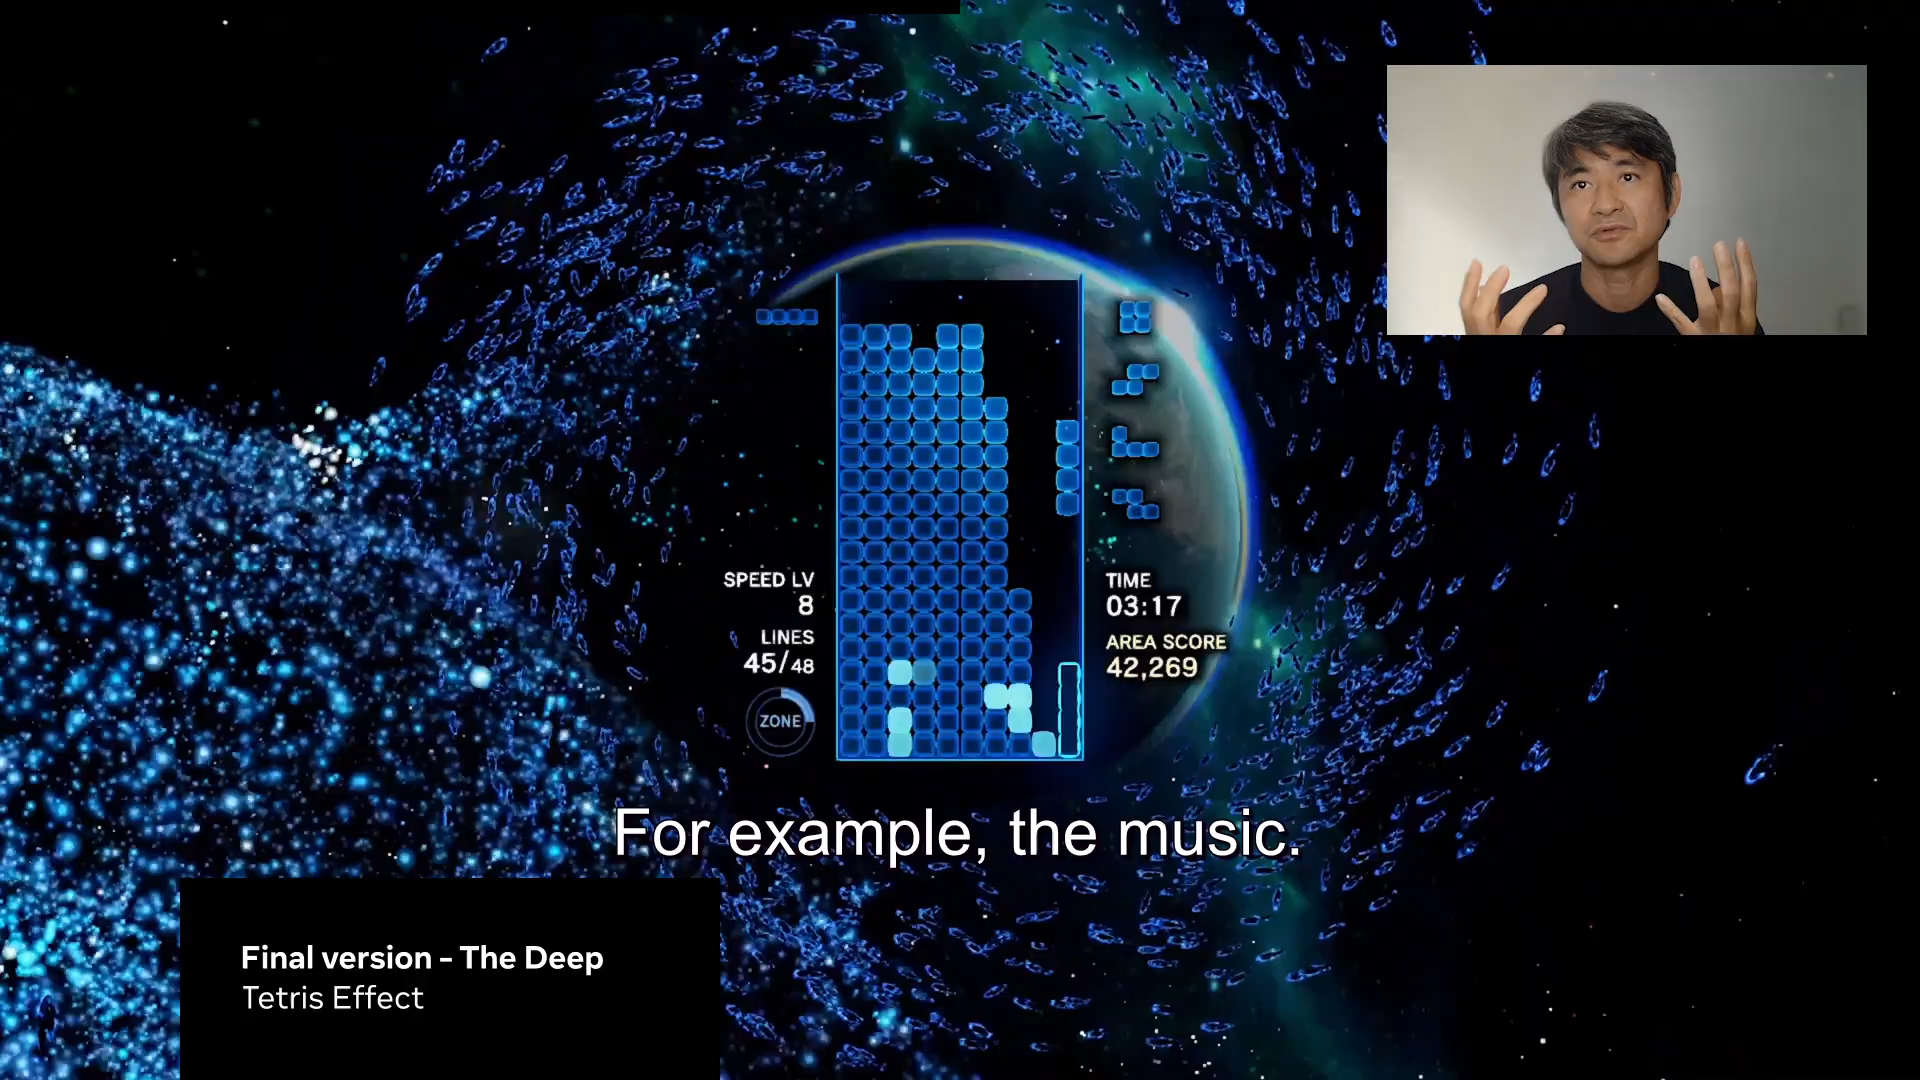 SPEED LV
8
LINES
45/48
ZONE
TIME
03:17
AREA SCORE
42,269
For example, the music.
Final version - The Deep
Tetris Effect